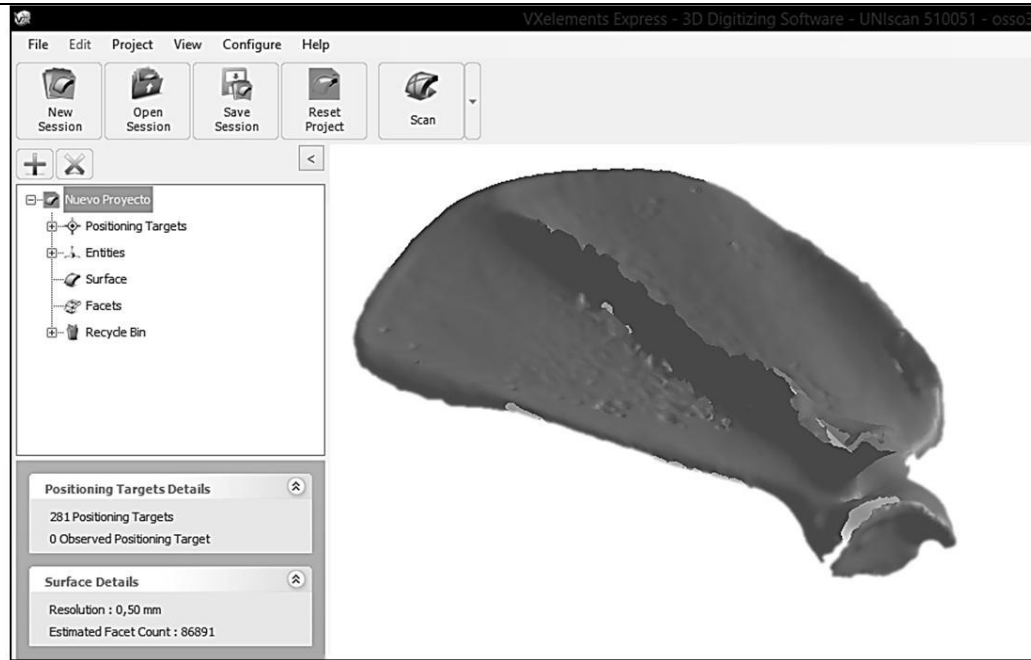 VXelements Express - 3D Digitizing Software - UNIscan 510051 - osso3
File Edit Project View Configure Help
New Session
Open Session
Save Session
Reset Project
Scan
<
Nuevo Proyecto
Positioning Targets
Entities
Surface
Facets
Recycle Bin
Positioning Targets Details
281 Positioning Targets
0 Observed Positioning Target
Surface Details
Resolution : 0,50 mm
Estimated Facet Count : 86891